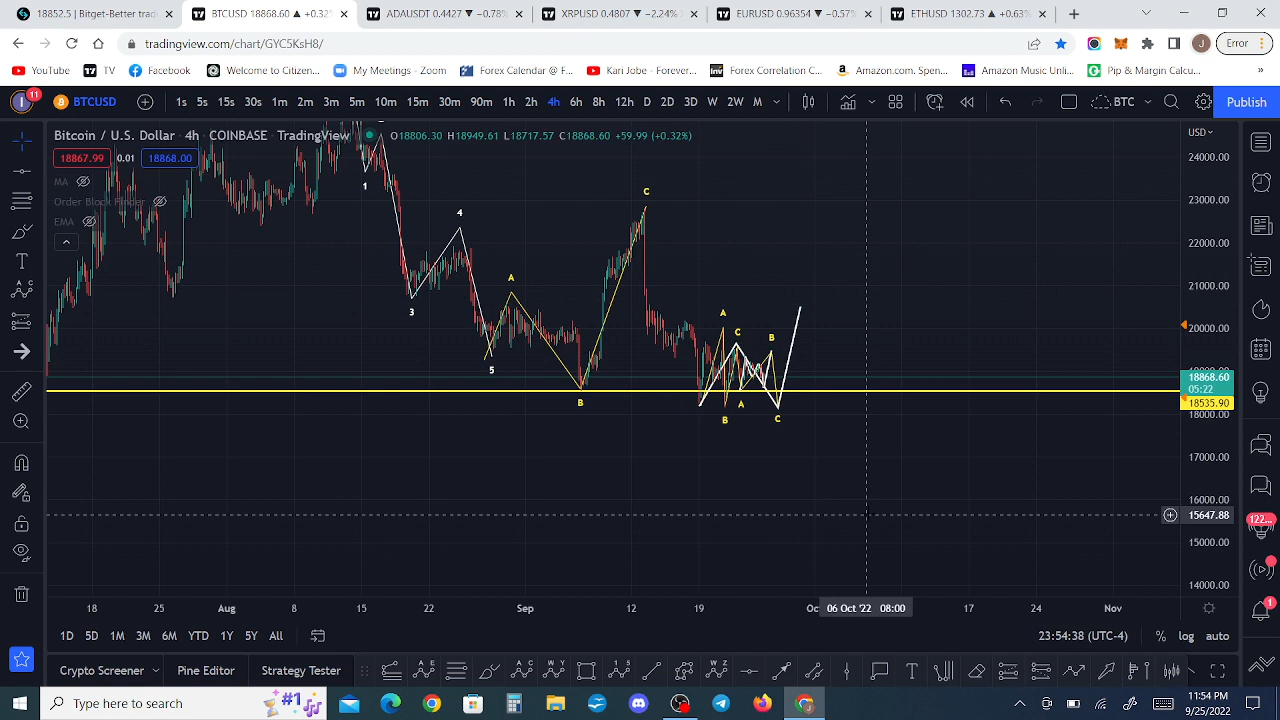 18852.5 | Bitget-Better trad
BTCUSD 18868.60 ▲ +0.32%
ADAUSDT 0.44 ▼ −0.78%
XRPUSD 0.4807 ▼ −2.24%
EURUSD 0.96354 ▼ −0.57%
ETHUSD 1302.73 ▲ +0.63%
tradingview.com/chart/GYC5KsH8/
J
Error
YouTube
TV
Facebook
Welcome, Citizen...
My Meetings - Zoom
Forex Calendar @ F...
Kari Jobe - Forever...
Forex Correlation C...
Amazon.com. Spen...
Amazon Music Unli...
Pip & Margin Calcu...
»
11
BTCUSD
1s 5s 15s 30s 1m 2m 3m 5m 10m 15m 30m 90m 1h 2h 4h 6h 8h 12h D 2D 3D W 2W M
BTC
Publish
Bitcoin / U.S. Dollar · 4h · COINBASE · TradingView
O18806.30 H18949.61 L18717.57 C18868.60 +59.99 (+0.32%)
USD
18867.99 0.01 18868.00
MA
Order Block Finder
EMA
24000.00
23000.00
22000.00
21000.00
20000.00
19000.00
18868.60
05:22
18535.90
18000.00
17000.00
16000.00
15647.88
15000.00
14000.00
1
3
4
5
A
B
C
A
C
B
B
A
C
122...
1
18 25 Aug 8 15 22 Sep 12 19 Oct 06 Oct '22 08:00 17 24 Nov
1D 5D 1M 3M 6M YTD 1Y 5Y All
23:54:38 (UTC-4) % log auto
Crypto Screener
Pine Editor
Strategy Tester
Type here to search
#1
11:54 PM
9/25/2022